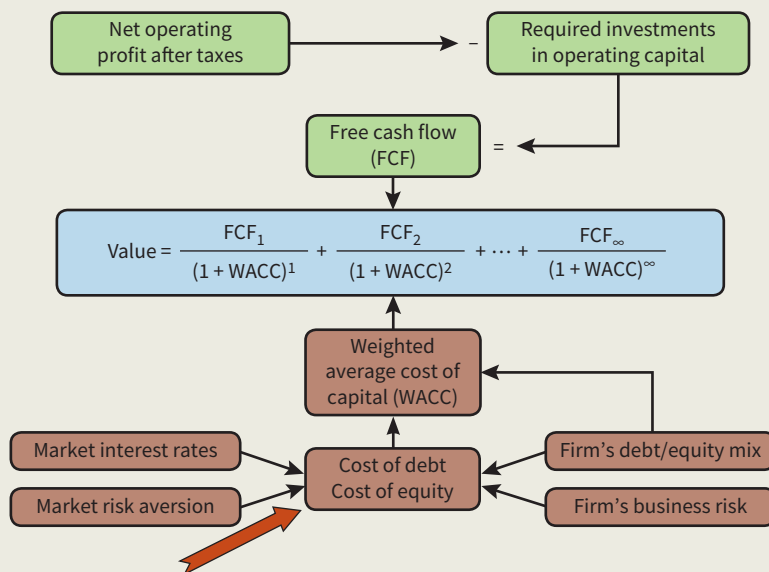 Net operating
profit after taxes
–
Required investments
in operating capital
Free cash flow
(FCF)
=
Value = FCF₁ / (1 + WACC)¹ + FCF₂ / (1 + WACC)² + ⋯ + FCF∞ / (1 + WACC)^∞
Weighted
average cost of
capital (WACC)
Market interest rates
Market risk aversion
Cost of debt
Cost of equity
Firm’s debt/equity mix
Firm’s business risk